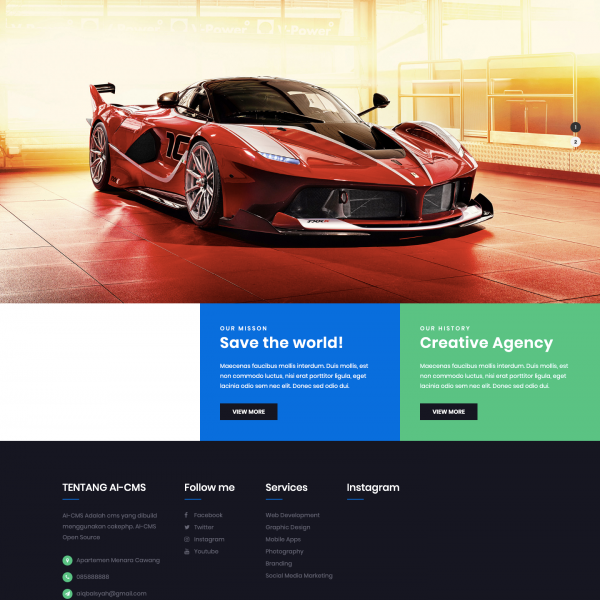 Power
10
1
2
OUR MISSON
Save the world!
Maecenas faucibus mollis interdum. Duis mollis, est
non commodo luctus, nisi erat porttitor ligula, eget
lacinia odio sem nec elit. Donec sed odio dui.
VIEW MORE
OUR HISTORY
Creative Agency
Maecenas faucibus mollis interdum. Duis mollis, est
non commodo luctus, nisi erat porttitor ligula, eget
lacinia odio sem nec elit. Donec sed odio dui.
VIEW MORE
TENTANG AI-CMS
AI-CMS Adalah cms yang dibuild
menggunakan cakephp. AI-CMS
Open Source
Apartemen Menara Cawang
085888888
aiqbalsyah@gmail.com
Follow me
Facebook
Twitter
Instagram
Youtube
Services
Web Development
Graphic Design
Mobile Apps
Photography
Branding
Social Media Marketing
Instagram